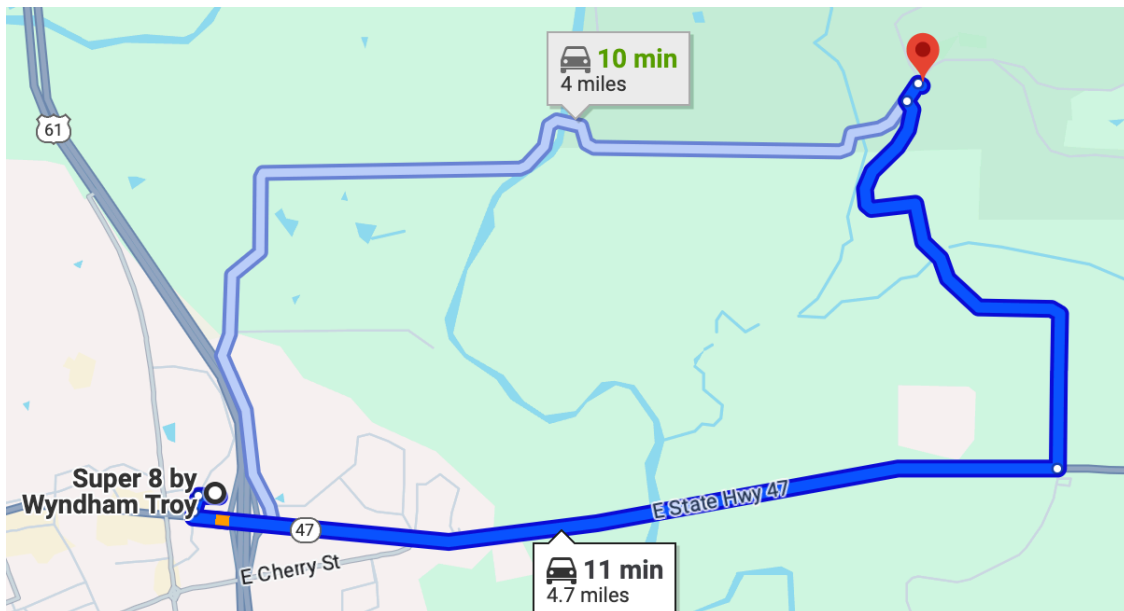 10 min
4 miles
61
Super 8 by
Wyndham Troy
47
E State Hwy 47
E Cherry St
11 min
4.7 miles